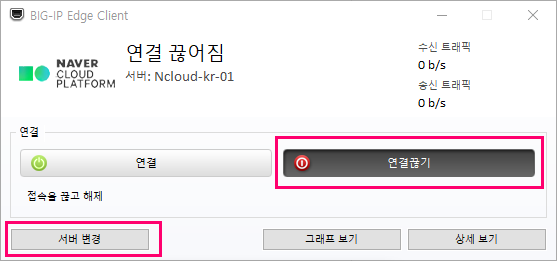 BIG-IP Edge Client
NAVER
CLOUD
PLATFORM
연결 끊어짐
서버: Ncloud-kr-01
수신 트래픽
0 b/s
송신 트래픽
0 b/s
연결
연결
연결끊기
접속을 끊고 해제
서버 변경
그래프 보기
상세 보기